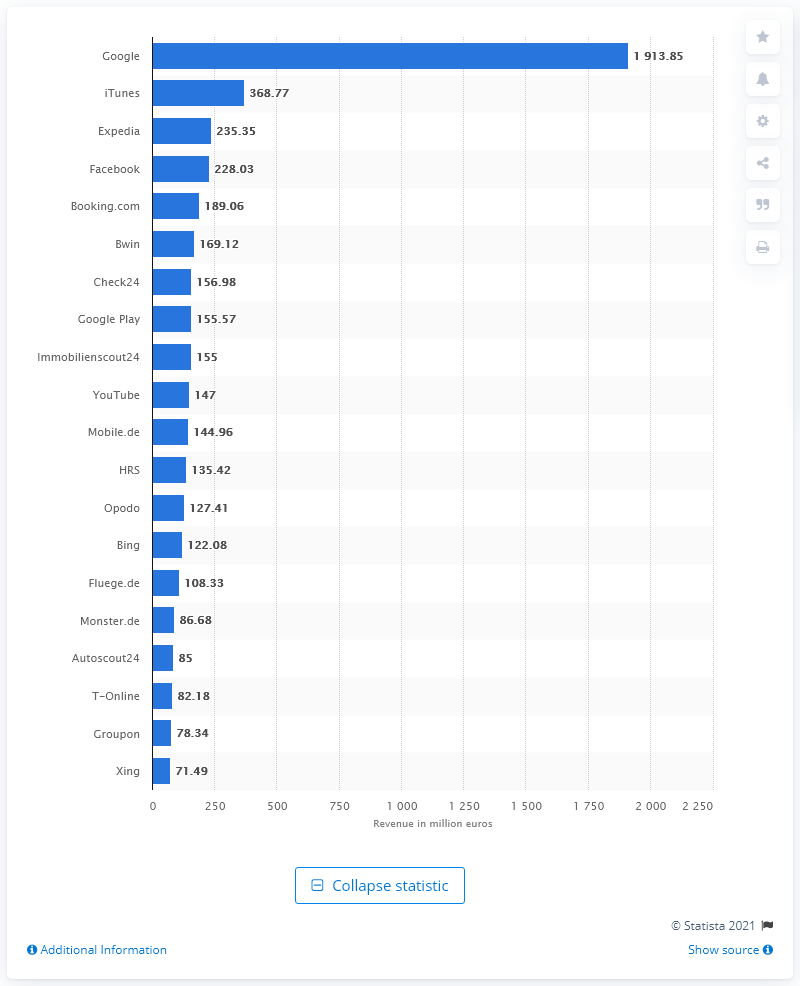 Google 1 913.85
iTunes 368.77
Expedia 235.35
Facebook 228.03
Booking.com 189.06
Bwin 169.12
Check24 156.98
Google Play 155.57
Immobilienscout24 155
YouTube 147
Mobile.de 144.96
HRS 135.42
Opodo 127.41
Bing 122.08
Fluege.de 108.33
Monster.de 86.68
Autoscout24 85
T-Online 82.18
Groupon 78.34
Xing 71.49
0 250 500 750 1 000 1 250 1 500 1 750 2 000 2 250
Revenue in million euros
Collapse statistic
© Statista 2021
Additional Information Show source